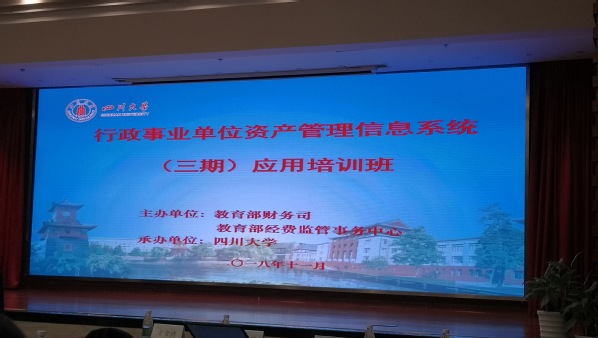 四川大学
SICHUAN UNIVERSITY
行政事业单位资产管理信息系统
（三期）应用培训班
主办单位：教育部财务司
教育部经费监管事务中心
承办单位：四川大学
二〇一八年十一月